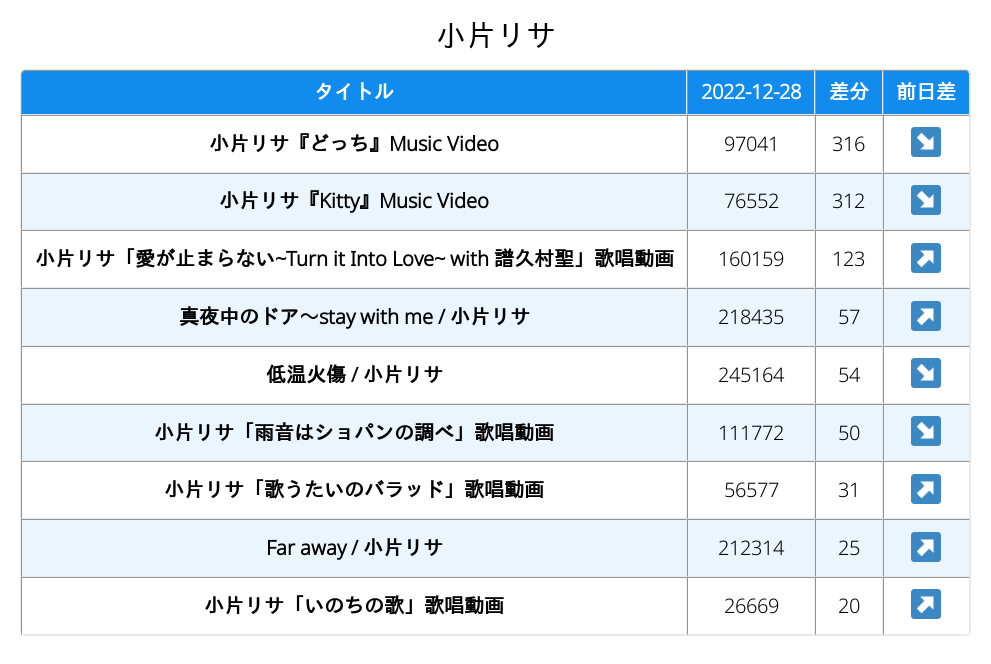 小片リサ
タイトル 2022-12-28 差分 前日差
小片リサ『どっち』Music Video 97041 316 ↘
小片リサ『Kitty』Music Video 76552 312 ↘
小片リサ「愛が止まらない~Turn it Into Love~ with 譜久村聖」歌唱動画 160159 123 ↗
真夜中のドア～stay with me / 小片リサ 218435 57 ↗
低温火傷 / 小片リサ 245164 54 ↘
小片リサ「雨音はショパンの調べ」歌唱動画 111772 50 ↘
小片リサ「歌うたいのバラッド」歌唱動画 56577 31 ↗
Far away / 小片リサ 212314 25 ↗
小片リサ「いのちの歌」歌唱動画 26669 20 ↗